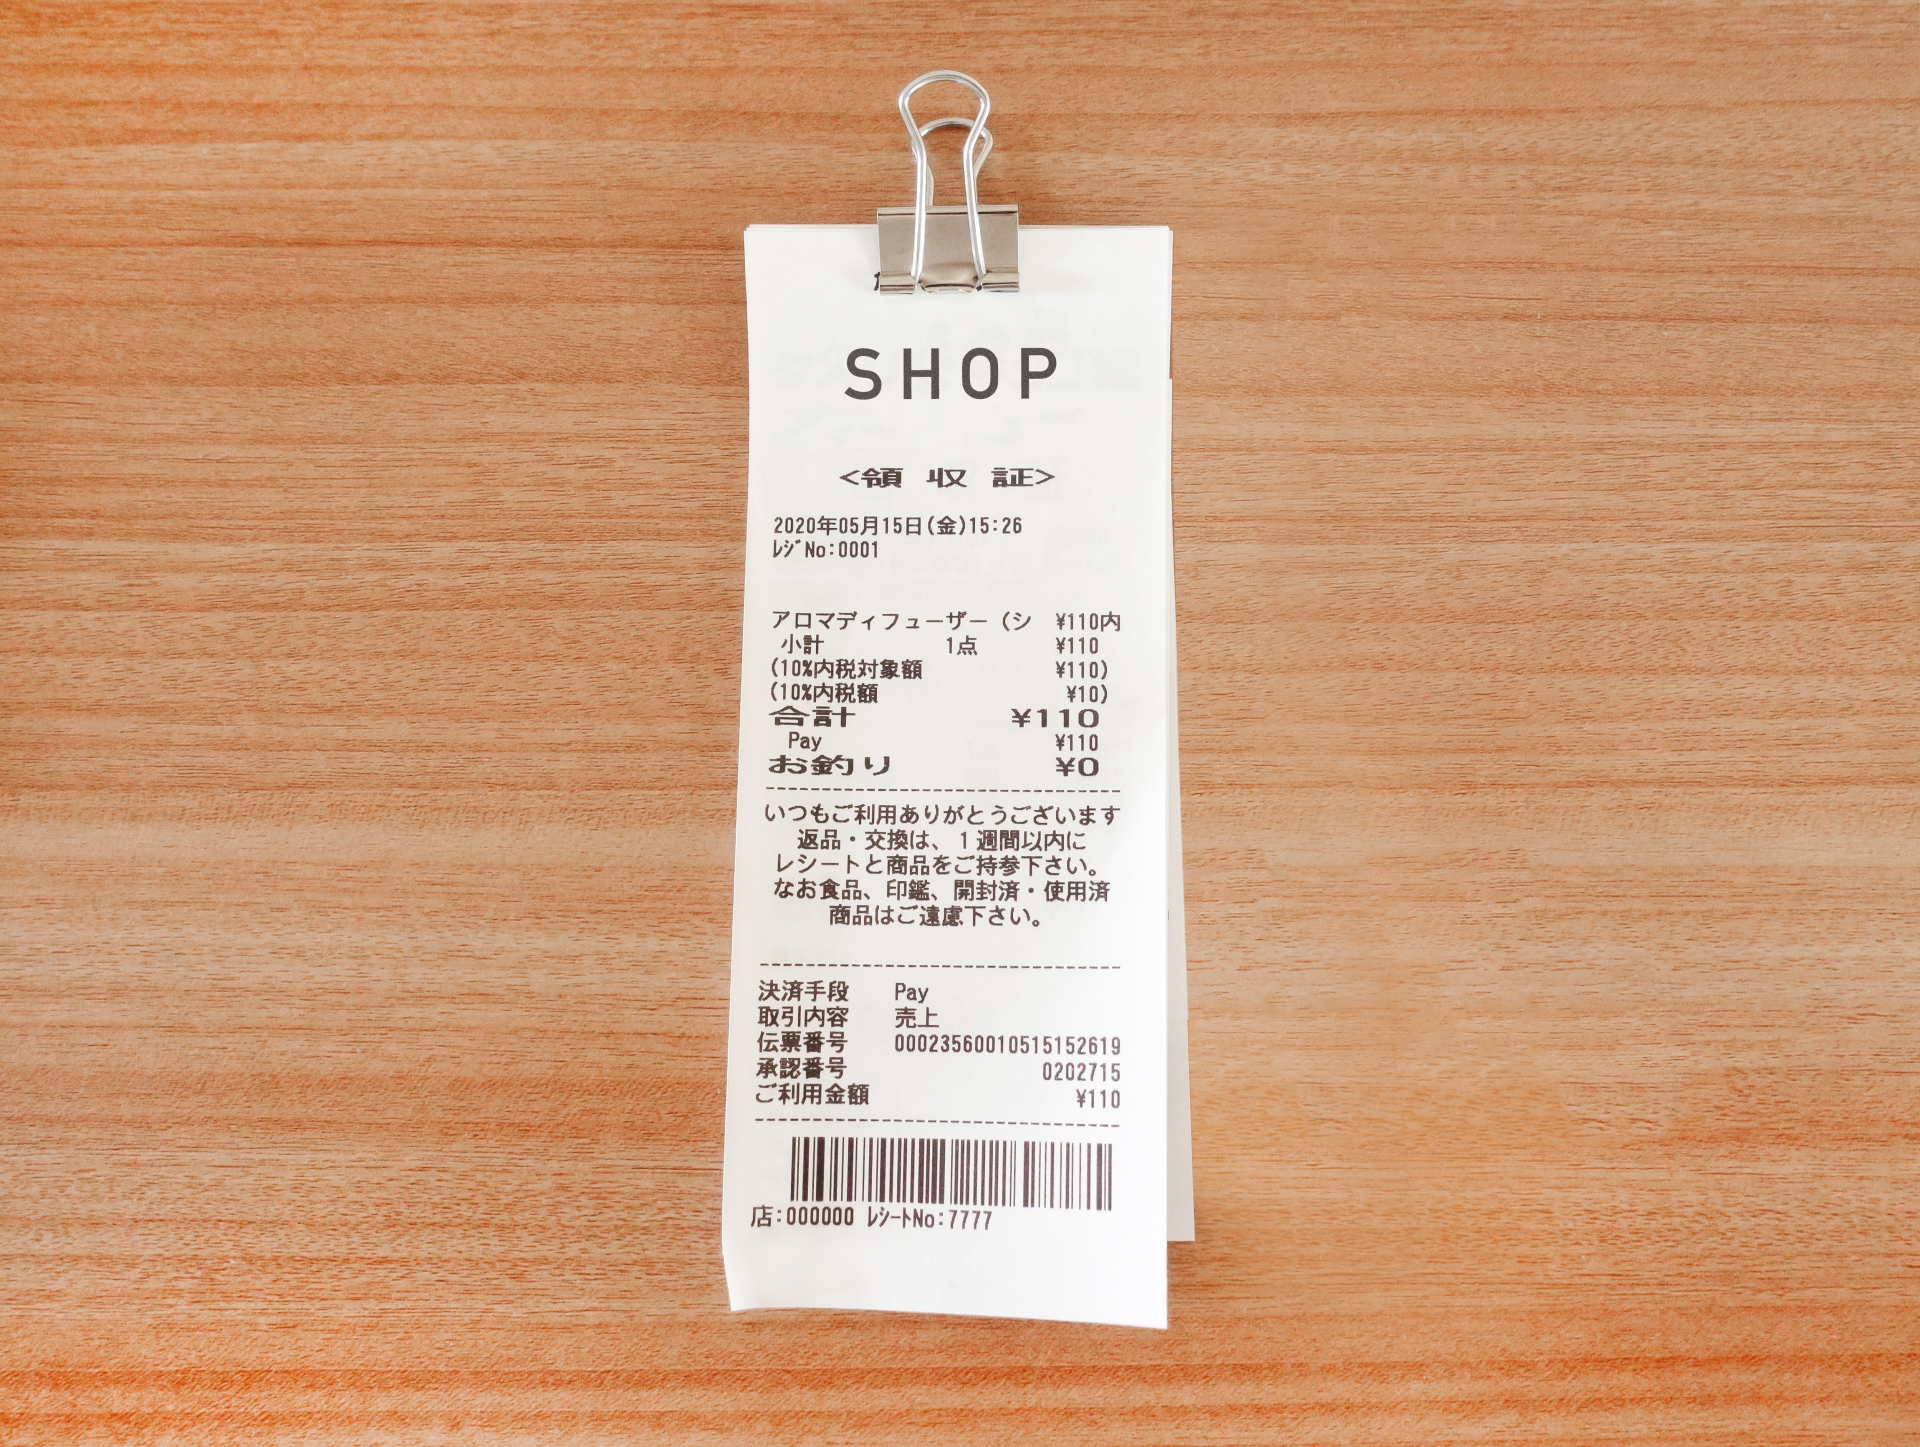 SHOP
<領 収 証>
2020年05月15日(金)15:26
ﾚｼﾞNo:0001
アロマディフューザー（シ ¥110内
小計 1点 ¥110
(10%内税対象額 ¥110)
(10%内税額 ¥10)
合計 ¥110
Pay ¥110
お釣り ¥0
いつもご利用ありがとうございます
返品・交換は、１週間以内に
レシートと商品をご持参下さい。
なお食品、印鑑、開封済・使用済
商品はご遠慮下さい。
決済手段 Pay
取引内容 売上
伝票番号 00023560010515152619
承認番号 0202715
ご利用金額 ¥110
店:000000 ﾚｼｰﾄNo:7777